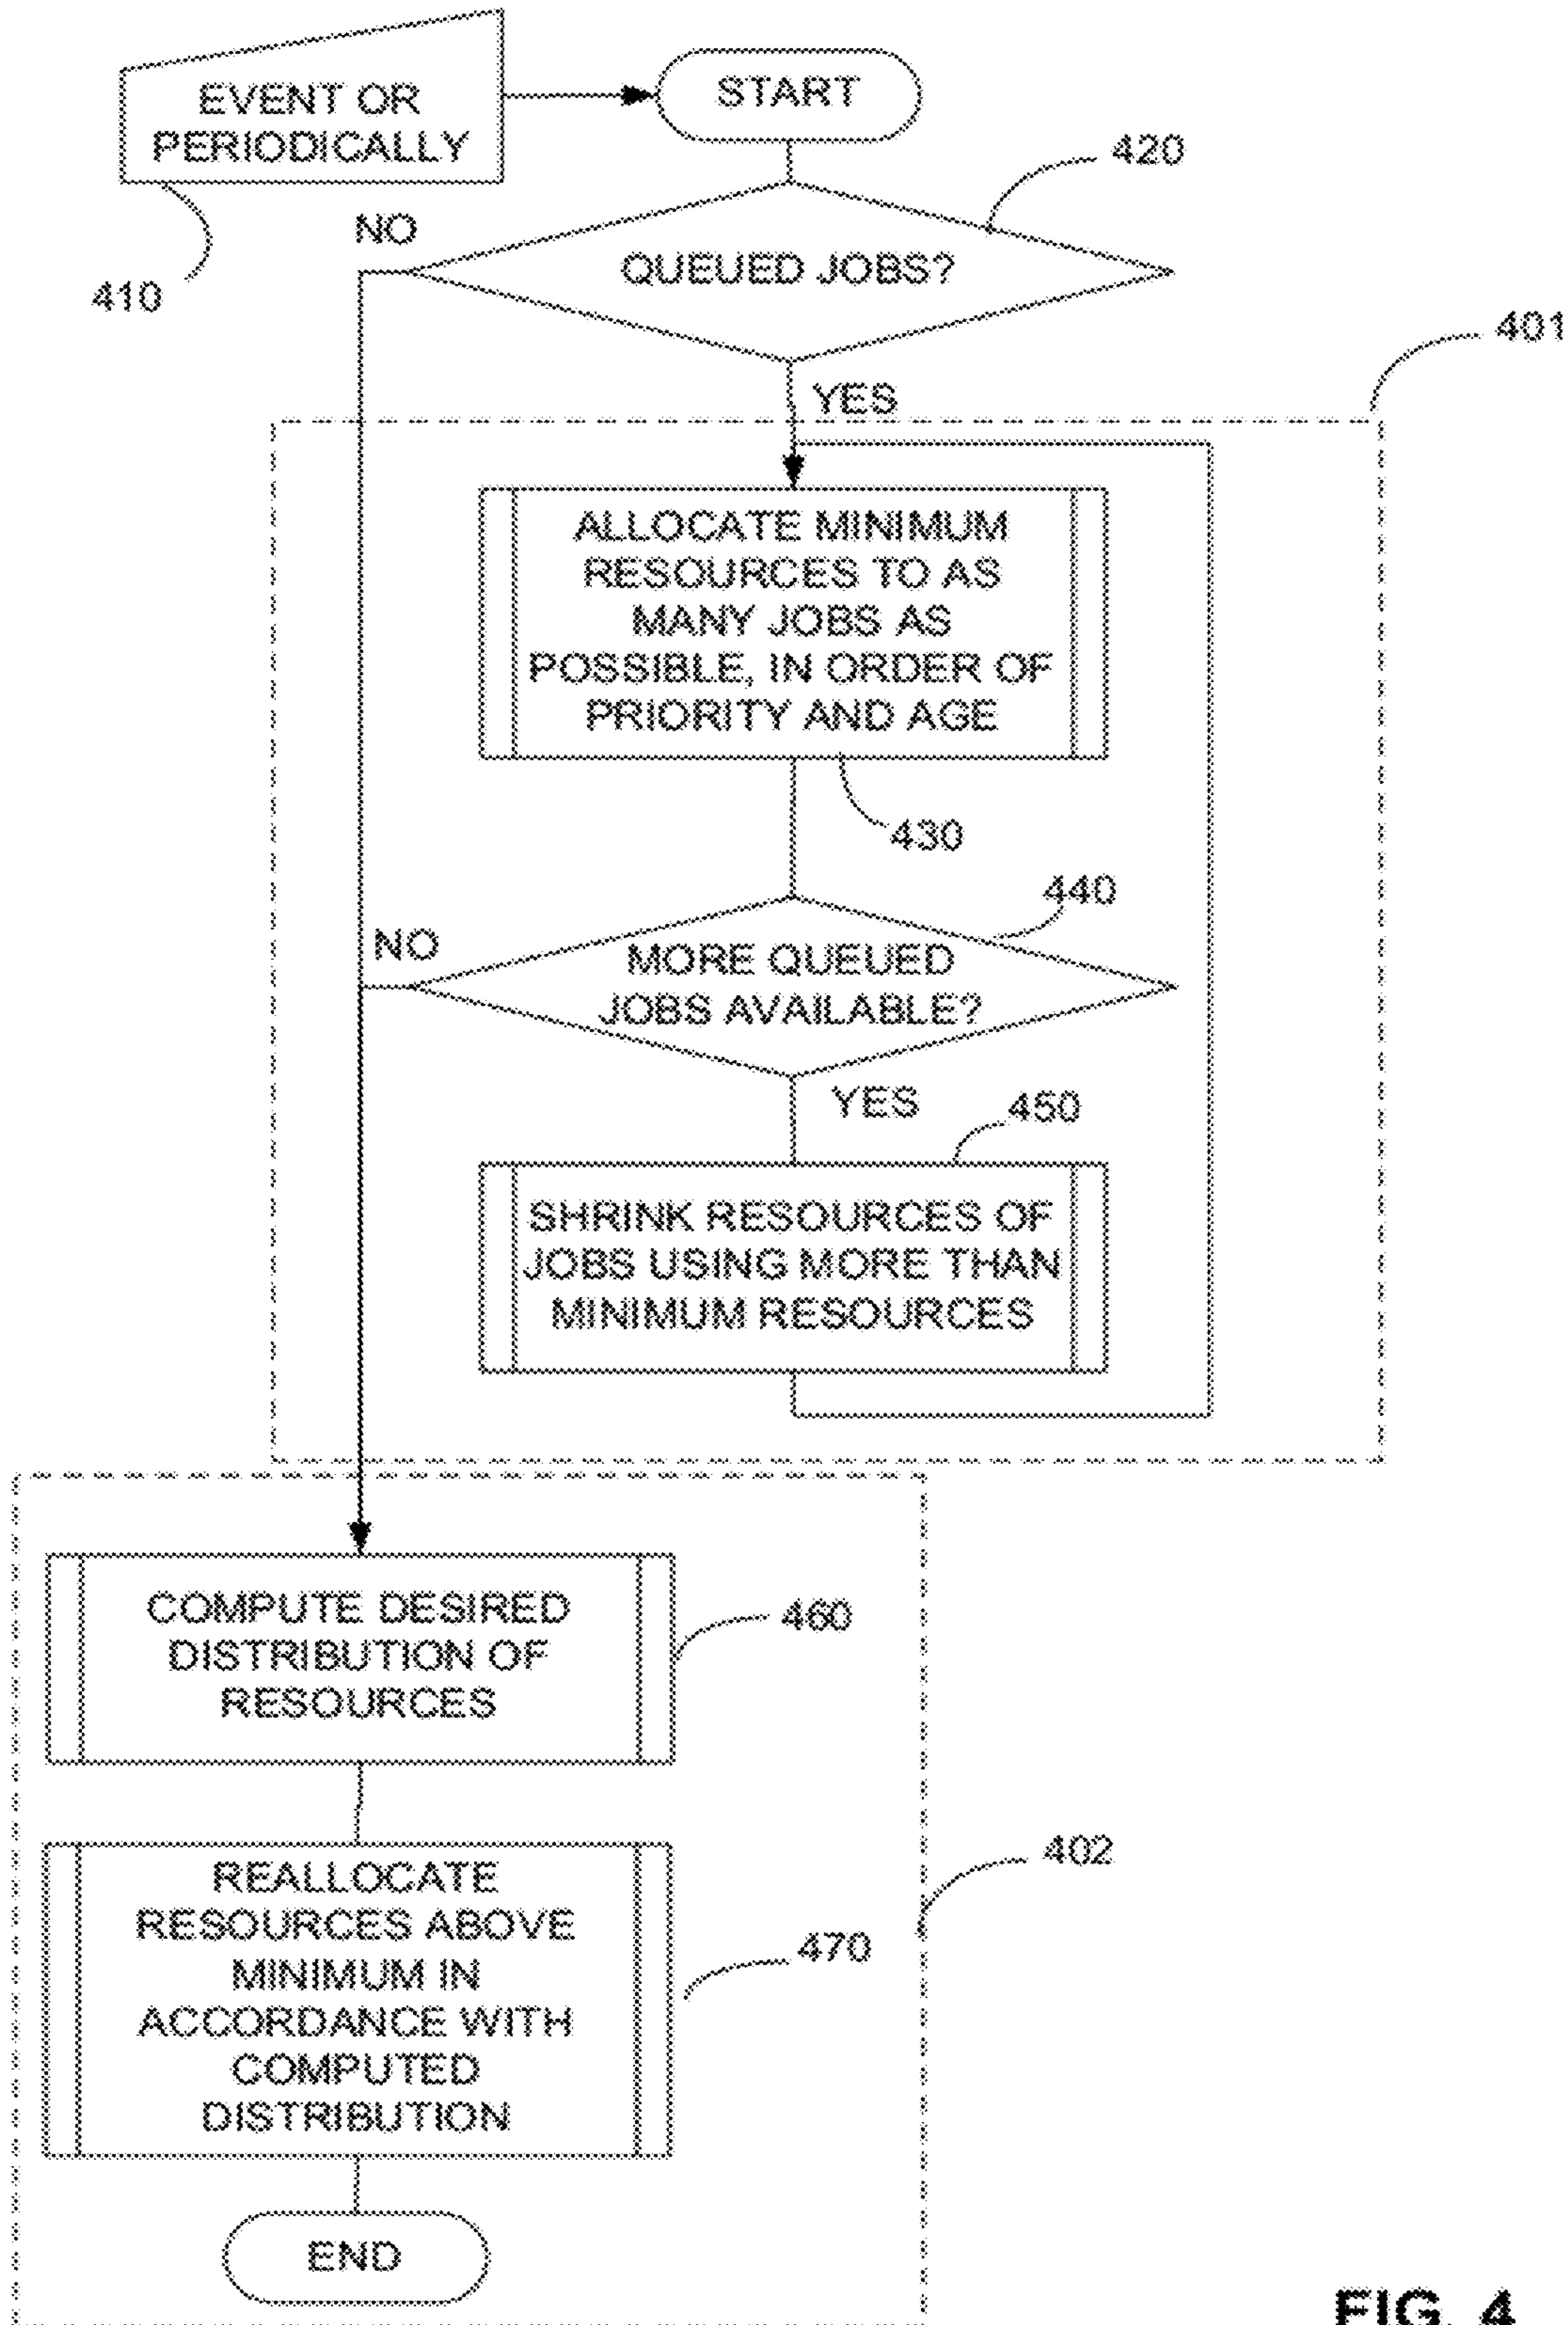 EVENT OR
PERIODICALLY
START
420
410
NO
QUEUED JOBS?
401
YES
ALLOCATE MINIMUM
RESOURCES TO AS
MANY JOBS AS
POSSIBLE, IN ORDER OF
PRIORITY AND AGE
430
440
NO
MORE QUEUED
JOBS AVAILABLE?
YES
450
SHRINK RESOURCES OF
JOBS USING MORE THAN
MINIMUM RESOURCES
COMPUTE DESIRED
DISTRIBUTION OF
RESOURCES
460
REALLOCATE
RESOURCES ABOVE
MINIMUM IN
ACCORDANCE WITH
COMPUTED
DISTRIBUTION
402
470
END
FIG. 4